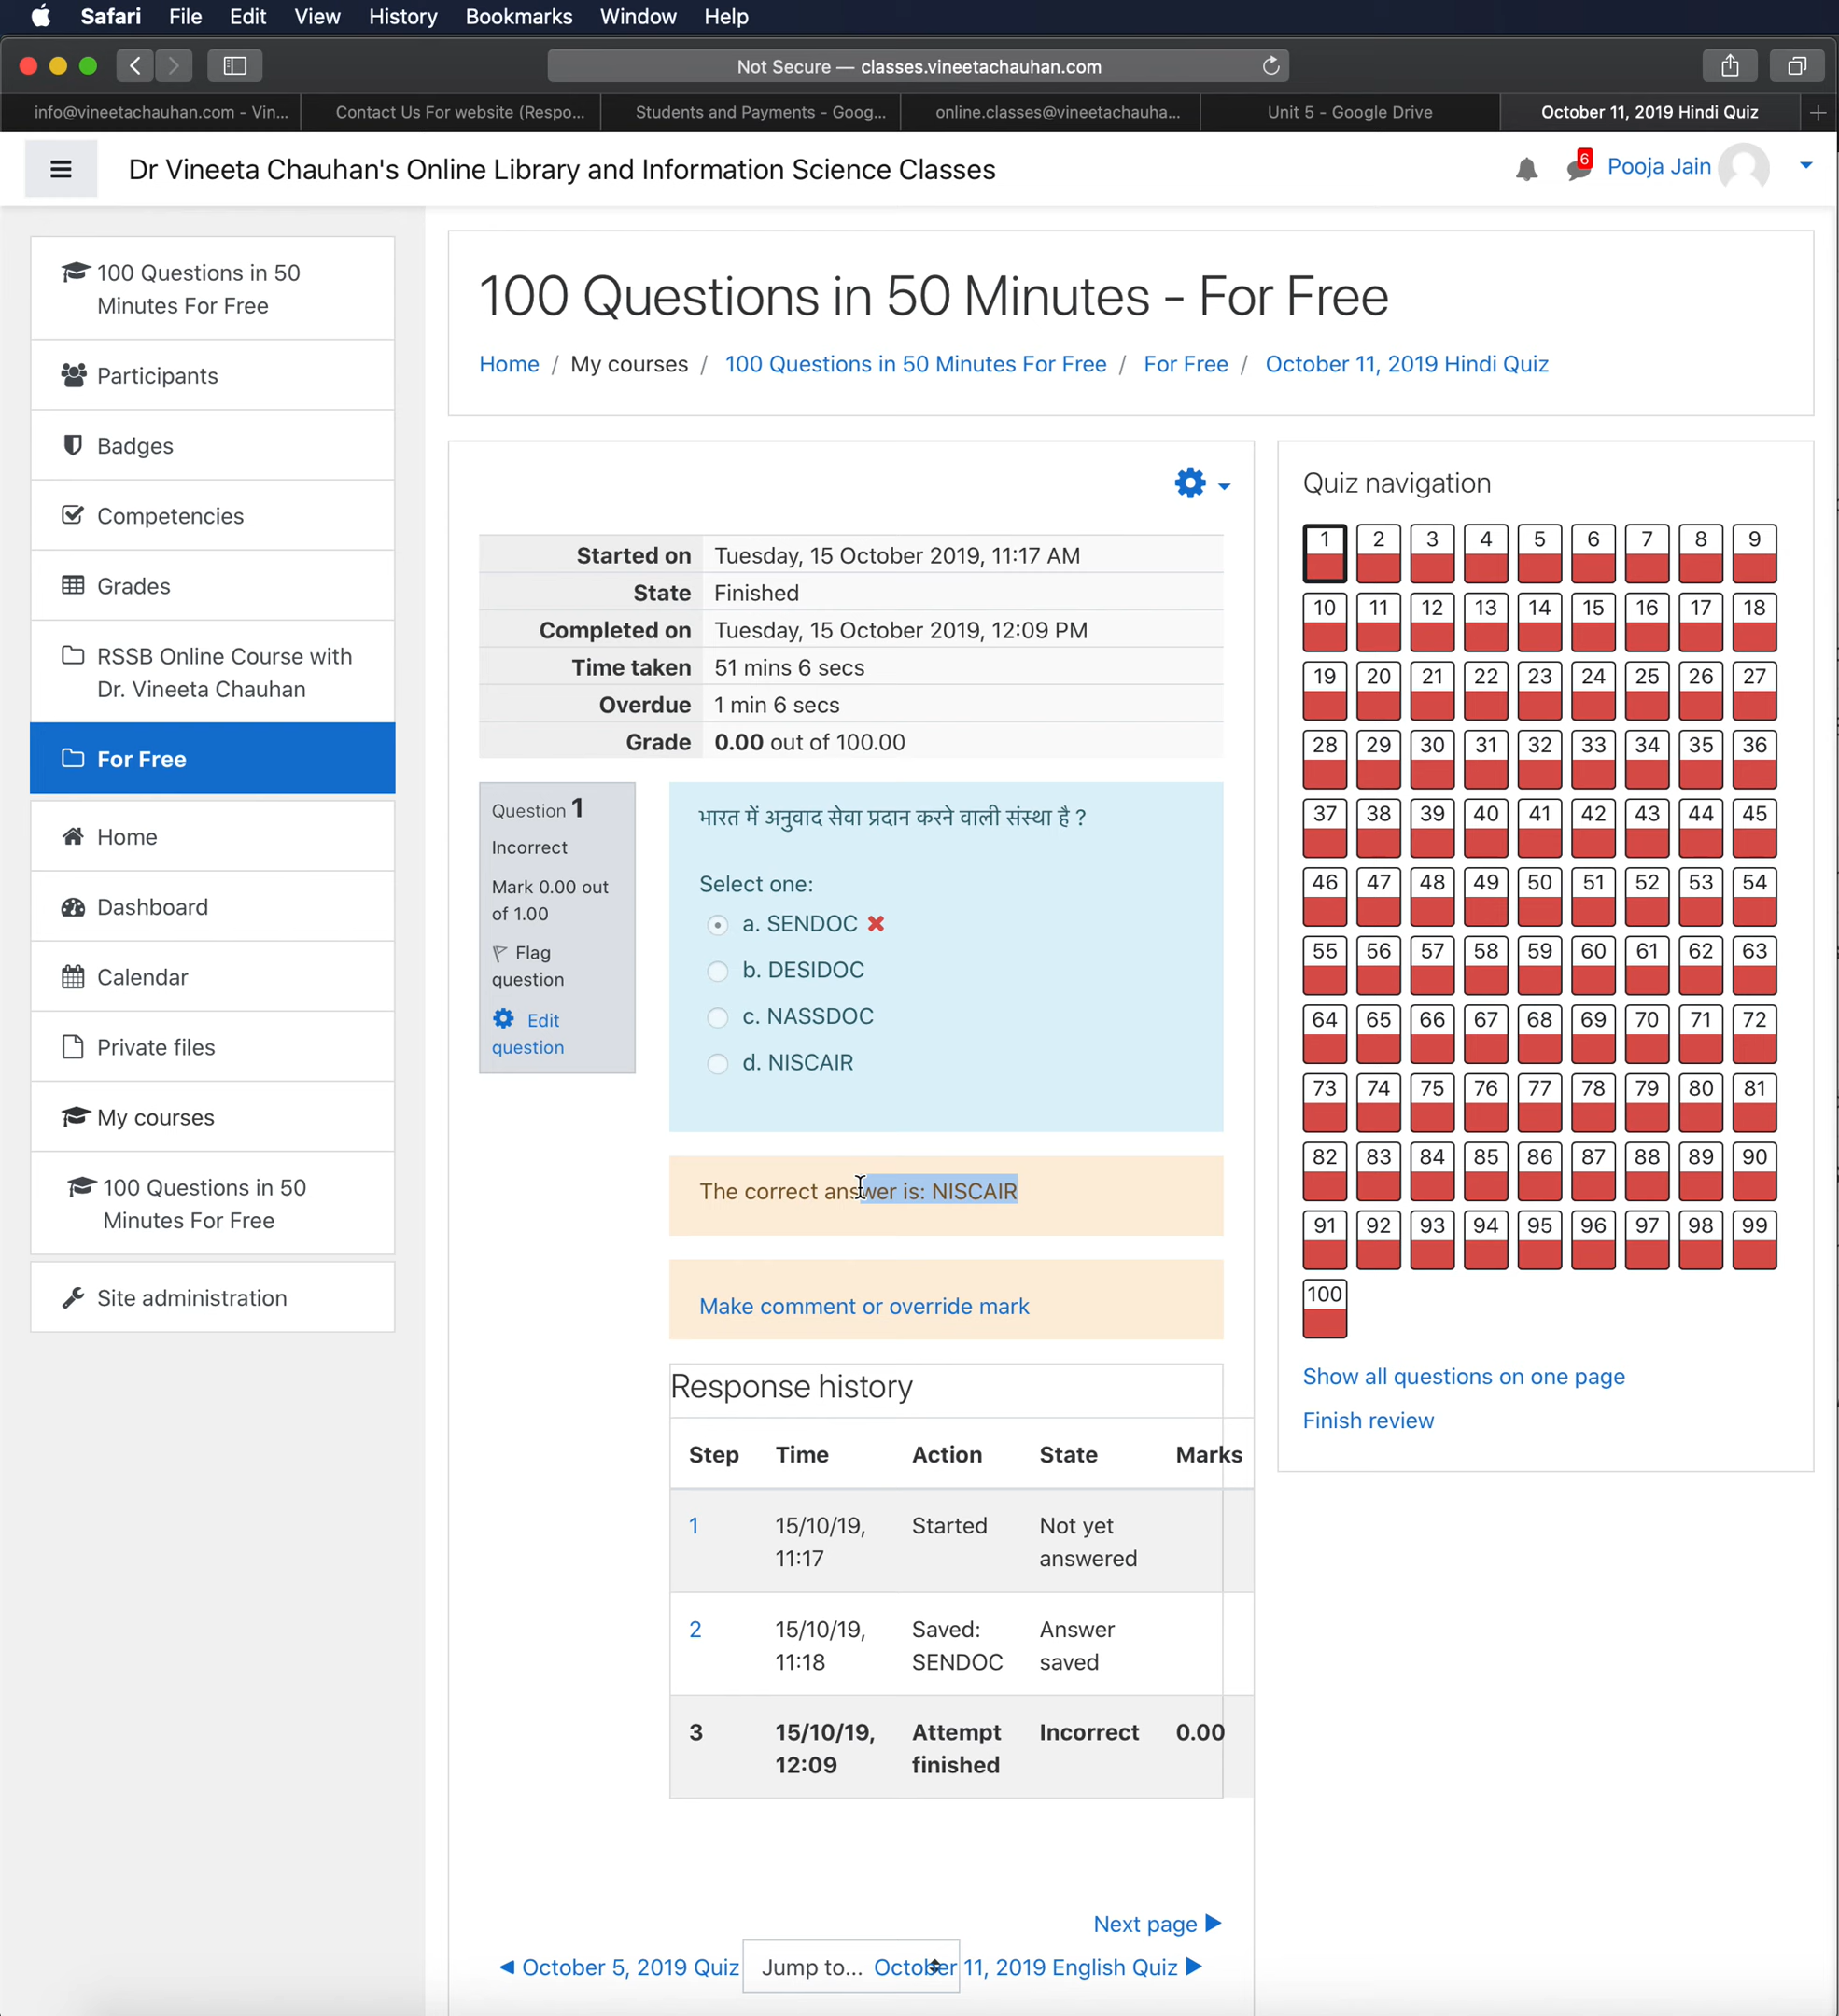 Safari File Edit View History Bookmarks Window Help
Not Secure — classes.vineetachauhan.com
info@vineetachauhan.com - Vin... Contact Us For website (Respo... Students and Payments - Goog... online.classes@vineetachauha... Unit 5 - Google Drive October 11, 2019 Hindi Quiz
Dr Vineeta Chauhan's Online Library and Information Science Classes
6 Pooja Jain
100 Questions in 50
Minutes For Free
Participants
Badges
Competencies
Grades
RSSB Online Course with
Dr. Vineeta Chauhan
For Free
Home
Dashboard
Calendar
Private files
My courses
100 Questions in 50
Minutes For Free
Site administration
100 Questions in 50 Minutes - For Free
Home / My courses / 100 Questions in 50 Minutes For Free / For Free / October 11, 2019 Hindi Quiz
Started on Tuesday, 15 October 2019, 11:17 AM
State Finished
Completed on Tuesday, 15 October 2019, 12:09 PM
Time taken 51 mins 6 secs
Overdue 1 min 6 secs
Grade 0.00 out of 100.00
Question 1
Incorrect
Mark 0.00 out
of 1.00
Flag
question
Edit
question
भारत में अनुवाद सेवा प्रदान करने वाली संस्था है ?
Select one:
a. SENDOC
b. DESIDOC
c. NASSDOC
d. NISCAIR
The correct answer is: NISCAIR
Make comment or override mark
Response history
Step Time Action State Marks
1 15/10/19, Started Not yet
11:17 answered
2 15/10/19, Saved: Answer
11:18 SENDOC saved
3 15/10/19, Attempt Incorrect 0.00
12:09 finished
Next page
October 5, 2019 Quiz Jump to... October 11, 2019 English Quiz
Quiz navigation
1 2 3 4 5 6 7 8 9
10 11 12 13 14 15 16 17 18
19 20 21 22 23 24 25 26 27
28 29 30 31 32 33 34 35 36
37 38 39 40 41 42 43 44 45
46 47 48 49 50 51 52 53 54
55 56 57 58 59 60 61 62 63
64 65 66 67 68 69 70 71 72
73 74 75 76 77 78 79 80 81
82 83 84 85 86 87 88 89 90
91 92 93 94 95 96 97 98 99
100
Show all questions on one page
Finish review